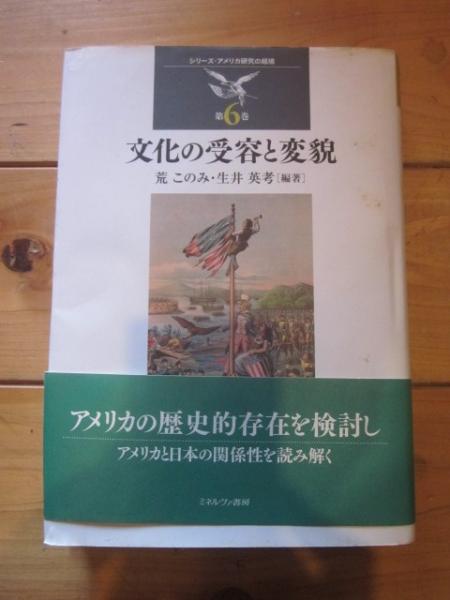 シリーズ・アメリカ研究の越境
第6巻
文化の受容と変貌
荒 このみ・生井 英考[編著]
アメリカの歴史的存在を検討し
アメリカと日本の関係性を読み解く
ミネルヴァ書房